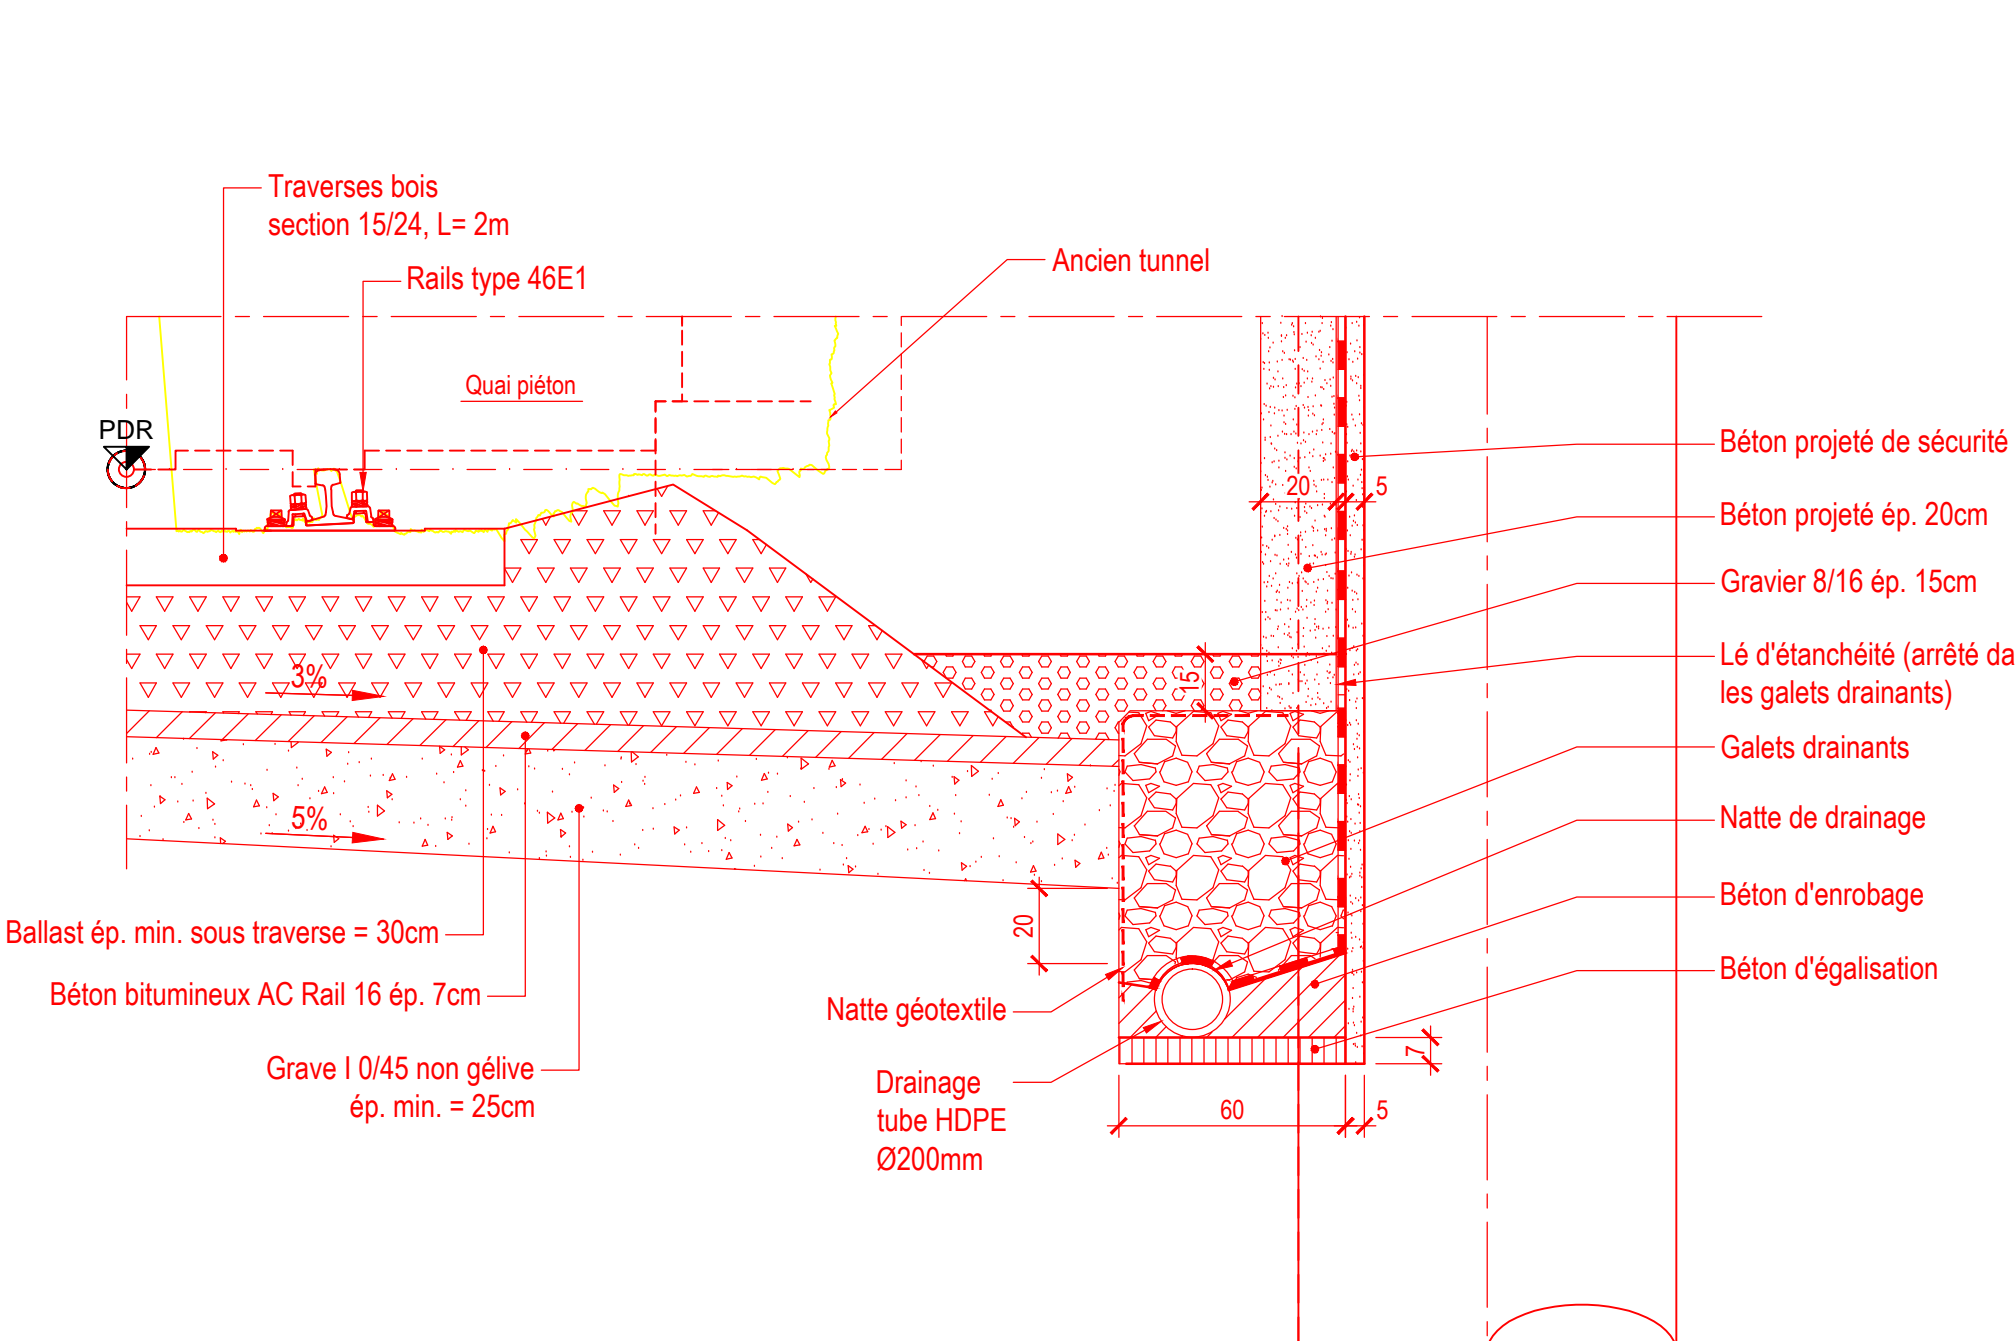 Traverses bois
section 15/24, L= 2m
Rails type 46E1
Ancien tunnel
Quai piéton
PDR
Béton projeté de sécurité
20
5
Béton projeté ép. 20cm
Gravier 8/16 ép. 15cm
Lé d'étanchéité (arrêté da
les galets drainants)
15
3%
Galets drainants
5%
Natte de drainage
Béton d'enrobage
20
Ballast ép. min. sous traverse = 30cm
Béton d'égalisation
Béton bitumineux AC Rail 16 ép. 7cm
Natte géotextile
7
Grave I 0/45 non gélive
ép. min. = 25cm
Drainage
tube HDPE
Ø200mm
60
5